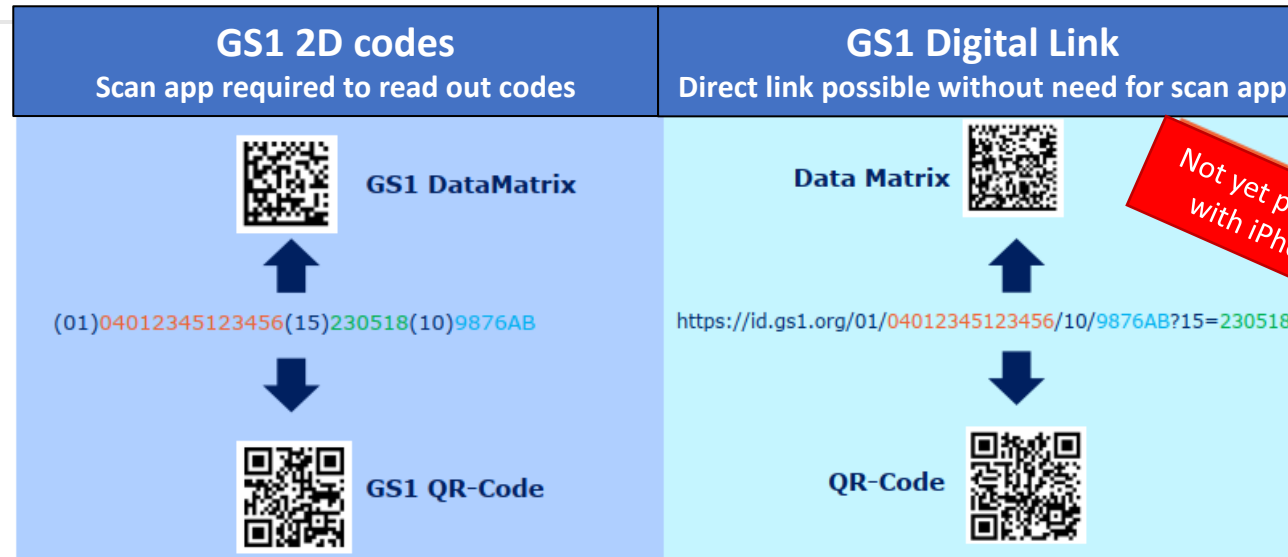 GS1 2D codes
Scan app required to read out codes
GS1 DataMatrix
(01)04012345123456(15)230518(10)9876AB
GS1 QR-Code
GS1 Digital Link
Direct link possible without need for scan app
Data Matrix
Not yet
with
https://id.gs1.org/01/04012345123456/10/9876AB?15=230518
QR-Code